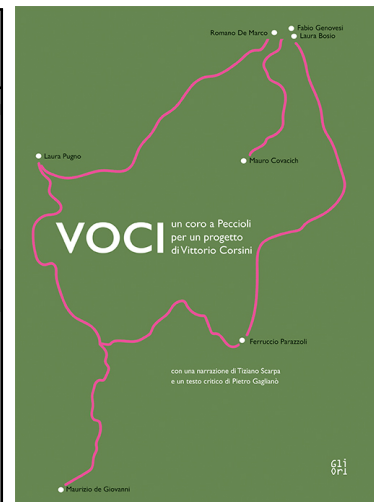 Fabio Genovesi
Romano De Marco
Laura Bosio
Laura Pugno
Mauro Covacich
VOCI
un coro a Peccioli
per un progetto
di Vittorio Corsini
Ferruccio Parazzoli
con una narrazione di Tiziano Scarpa
e un testo critico di Pietro Gaglianò
Gli
Ori
Maurizio de Giovanni